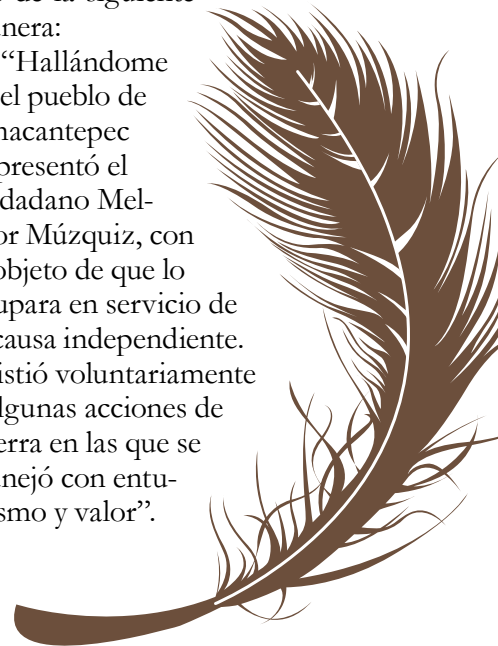 de la siguiente
nera:
“Hallándome
el pueblo de
nacantepec
presentó el
dadano Mel-
or Múzquiz, con
objeto de que lo
upara en servicio de
causa independiente.
istió voluntariamente
lgunas acciones de
erra en las que se
nejó con entu-
smo y valor”.